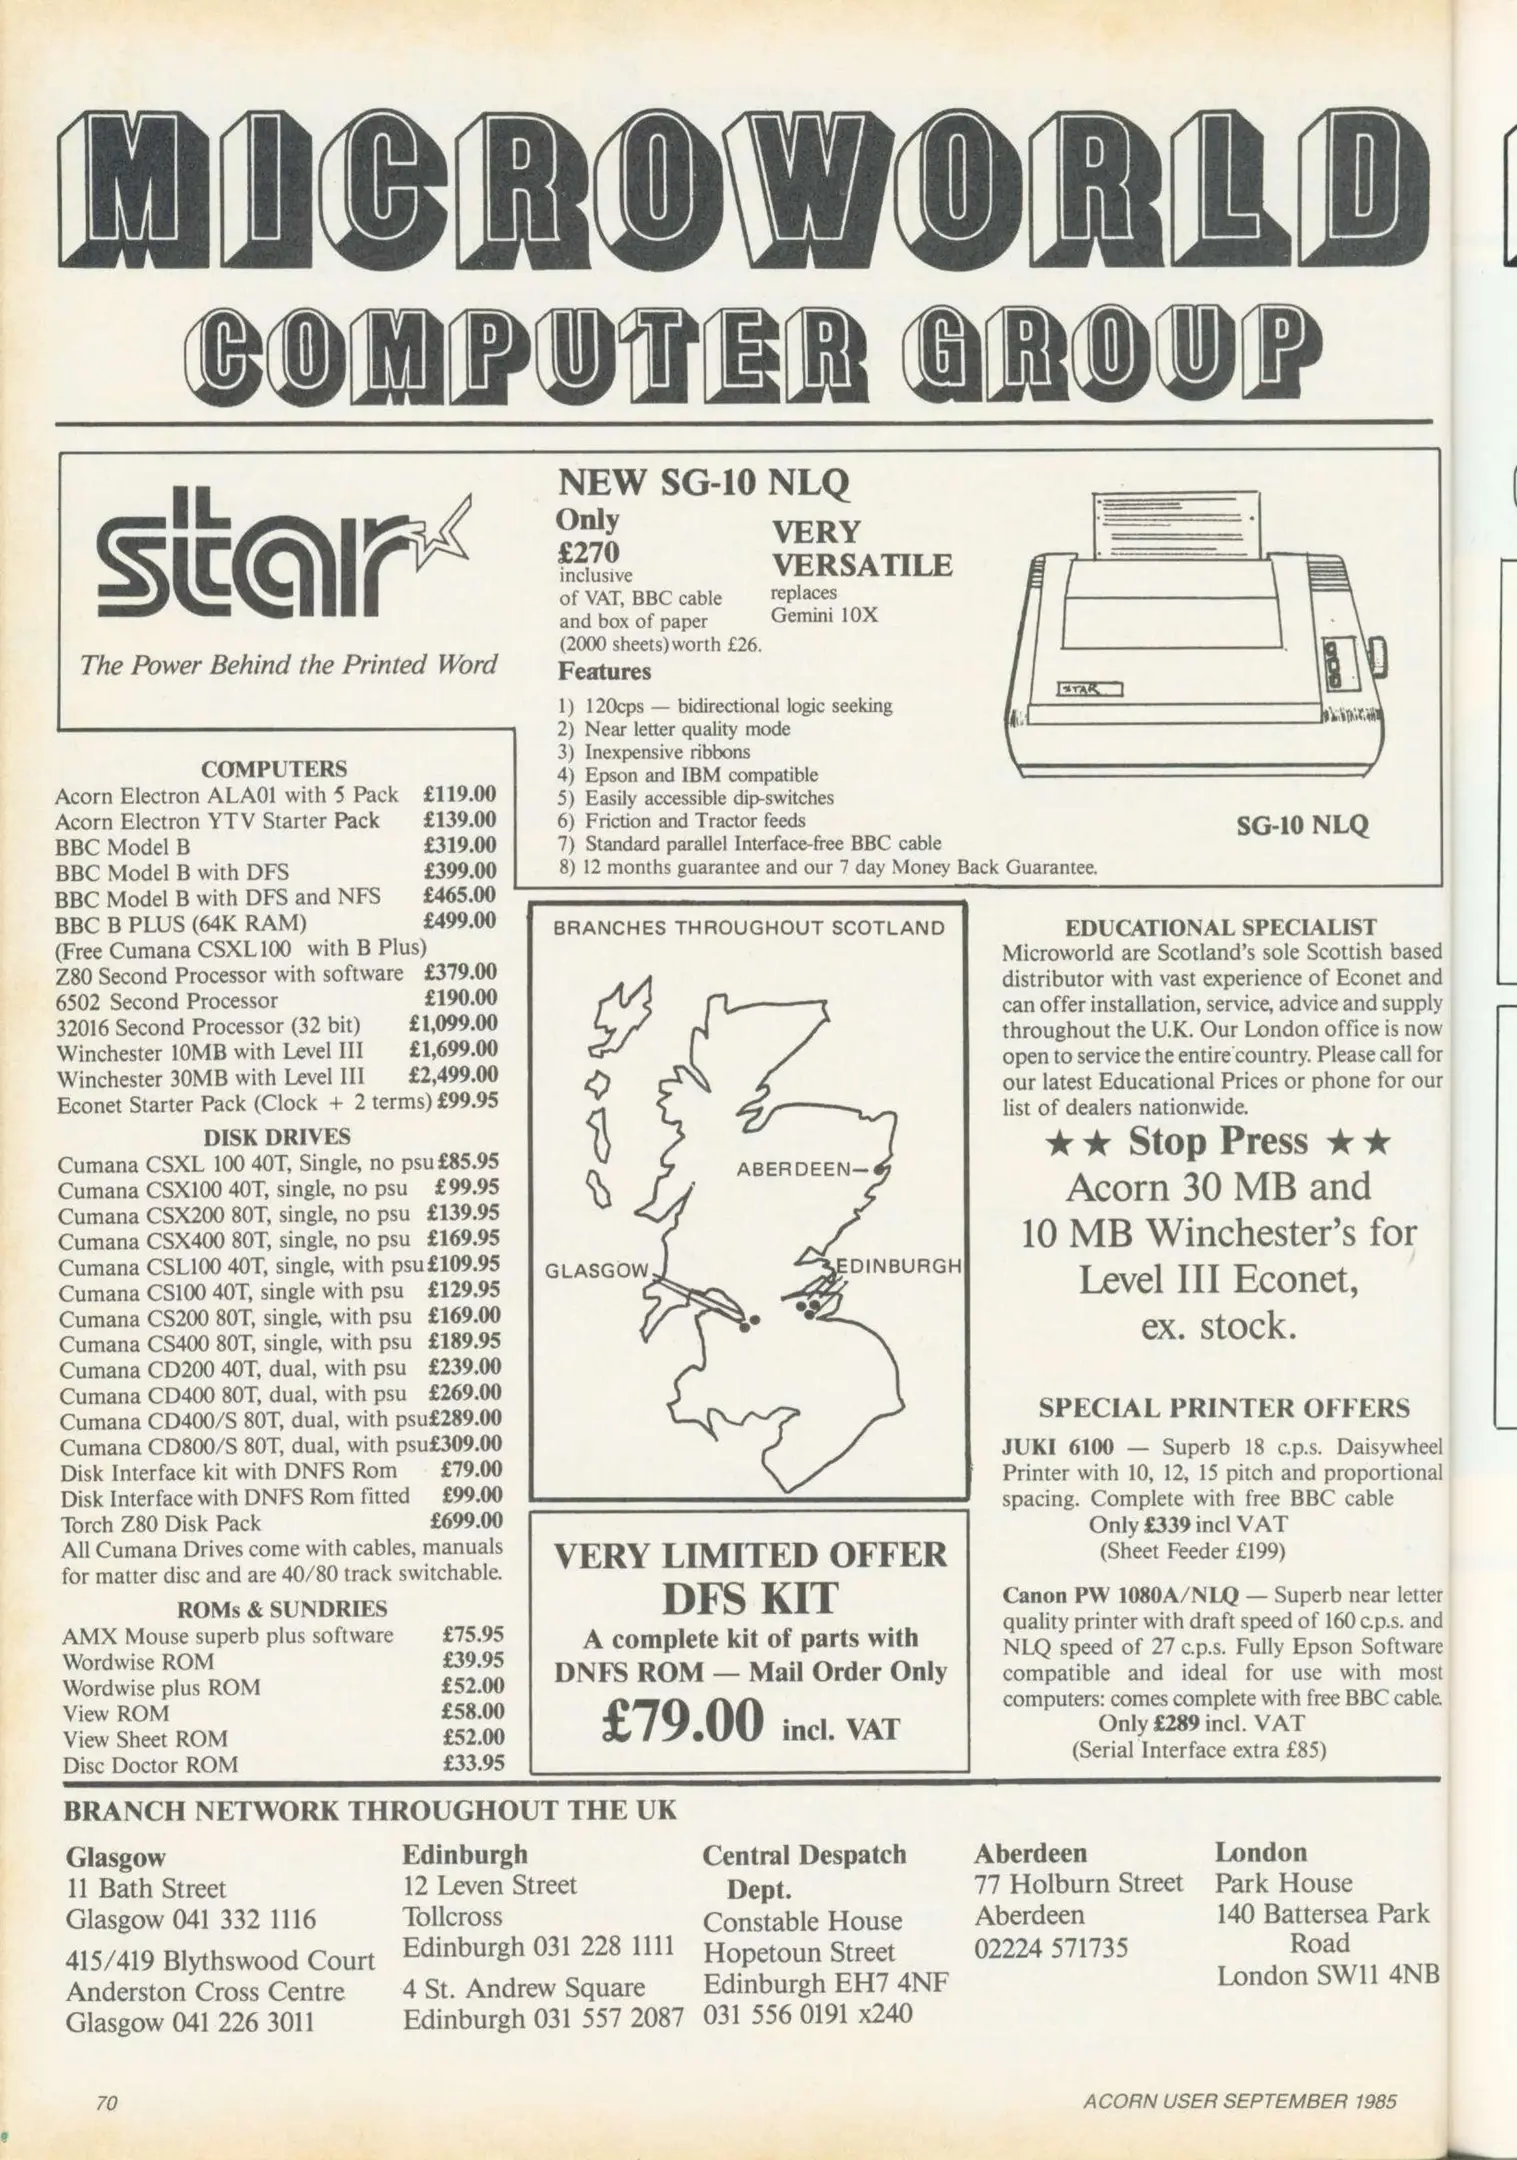 MICROWORLD
COMPUTER GROUP
star
The Power Behind the Printed Word
NEW SG-10 NLQ
Only
£270
inclusive
of VAT, BBC cable
and box of paper
(2000 sheets) worth £26.
VERY
VERSATILE
replaces
Gemini 10X
Features
1) 120cps — bidirectional logic seeking
2) Near letter quality mode
3) Inexpensive ribbons
4) Epson and IBM compatible
5) Easily accessible dip-switches
6) Friction and Tractor feeds
7) Standard parallel Interface-free BBC cable
8) 12 months guarantee and our 7 day Money Back Guarantee.
STAR
SG-10 NLQ
COMPUTERS
Acorn Electron ALA01 with 5 Pack £119.00
Acorn Electron YTV Starter Pack £139.00
BBC Model B £319.00
BBC Model B with DFS £399.00
BBC Model B with DFS and NFS £465.00
BBC B PLUS (64K RAM) £499.00
(Free Cumana CSXL100 with B Plus)
Z80 Second Processor with software £379.00
6502 Second Processor £190.00
32016 Second Processor (32 bit) £1,099.00
Winchester 10MB with Level III £1,699.00
Winchester 30MB with Level III £2,499.00
Econet Starter Pack (Clock + 2 terms) £99.95
DISK DRIVES
Cumana CSXL 100 40T, Single, no psu £85.95
Cumana CSX100 40T, single, no psu £99.95
Cumana CSX200 80T, single, no psu £139.95
Cumana CSX400 80T, single, no psu £169.95
Cumana CSL100 40T, single, with psu £109.95
Cumana CS100 40T, single with psu £129.95
Cumana CS200 80T, single, with psu £169.00
Cumana CS400 80T, single, with psu £189.95
Cumana CD200 40T, dual, with psu £239.00
Cumana CD400 80T, dual, with psu £269.00
Cumana CD400/S 80T, dual, with psu £289.00
Cumana CD800/S 80T, dual, with psu £309.00
Disk Interface kit with DNFS Rom £79.00
Disk Interface with DNFS Rom fitted £99.00
Torch Z80 Disk Pack £699.00
All Cumana Drives come with cables, manuals
for matter disc and are 40/80 track switchable.
ROMs & SUNDRIES
AMX Mouse superb plus software £75.95
Wordwise ROM £39.95
Wordwise plus ROM £52.00
View ROM £58.00
View Sheet ROM £52.00
Disc Doctor ROM £33.95
BRANCHES THROUGHOUT SCOTLAND
ABERDEEN
GLASGOW
EDINBURGH
VERY LIMITED OFFER
DFS KIT
A complete kit of parts with
DNFS ROM — Mail Order Only
£79.00 incl. VAT
EDUCATIONAL SPECIALIST
Microworld are Scotland's sole Scottish based
distributor with vast experience of Econet and
can offer installation, service, advice and supply
throughout the U.K. Our London office is now
open to service the entire country. Please call for
our latest Educational Prices or phone for our
list of dealers nationwide.
★★ Stop Press ★★
Acorn 30 MB and
10 MB Winchester's for
Level III Econet,
ex. stock.
SPECIAL PRINTER OFFERS
JUKI 6100 — Superb 18 c.p.s. Daisywheel
Printer with 10, 12, 15 pitch and proportional
spacing. Complete with free BBC cable
Only £339 incl VAT
(Sheet Feeder £199)
Canon PW 1080A/NLQ — Superb near letter
quality printer with draft speed of 160 c.p.s. and
NLQ speed of 27 c.p.s. Fully Epson Software
compatible and ideal for use with most
computers: comes complete with free BBC cable.
Only £289 incl. VAT
(Serial Interface extra £85)
BRANCH NETWORK THROUGHOUT THE UK
Glasgow
11 Bath Street
Glasgow 041 332 1116
415/419 Blythswood Court
Anderston Cross Centre
Glasgow 041 226 3011
Edinburgh
12 Leven Street
Tollcross
Edinburgh 031 228 1111
4 St. Andrew Square
Edinburgh 031 557 2087
Central Despatch
Dept.
Constable House
Hopetoun Street
Edinburgh EH7 4NF
031 556 0191 x240
Aberdeen
77 Holburn Street
Aberdeen
02224 571735
London
Park House
140 Battersea Park
Road
London SW11 4NB
70
ACORN USER SEPTEMBER 1985